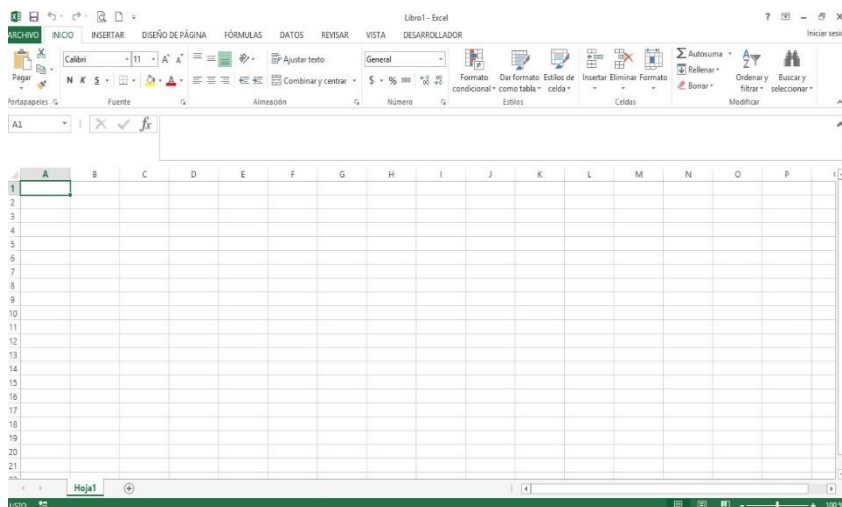 Libro1 - Excel
ARCHIVO INICIO INSERTAR DISEÑO DE PÁGINA FÓRMULAS DATOS REVISAR VISTA DESARROLLADOR
Iniciar sesió
Pegar
Calibri 11
N K S
Ajustar texto
Combinar y centrar
General
$ % 000
Formato condicional
Dar formato como tabla
Estilos de celda
Insertar Eliminar Formato
Autosuma
Rellenar
Borrar
Ordenar y filtrar
Buscar y seleccionar
Portapapeles Fuente Alineación Número Estilos Celdas Modificar
A1 fx
A B C D E F G H I J K L M N O P
1
2
3
4
5
6
7
8
9
10
11
12
13
14
15
16
17
18
19
20
21
Hoja1
LISTO 100 %